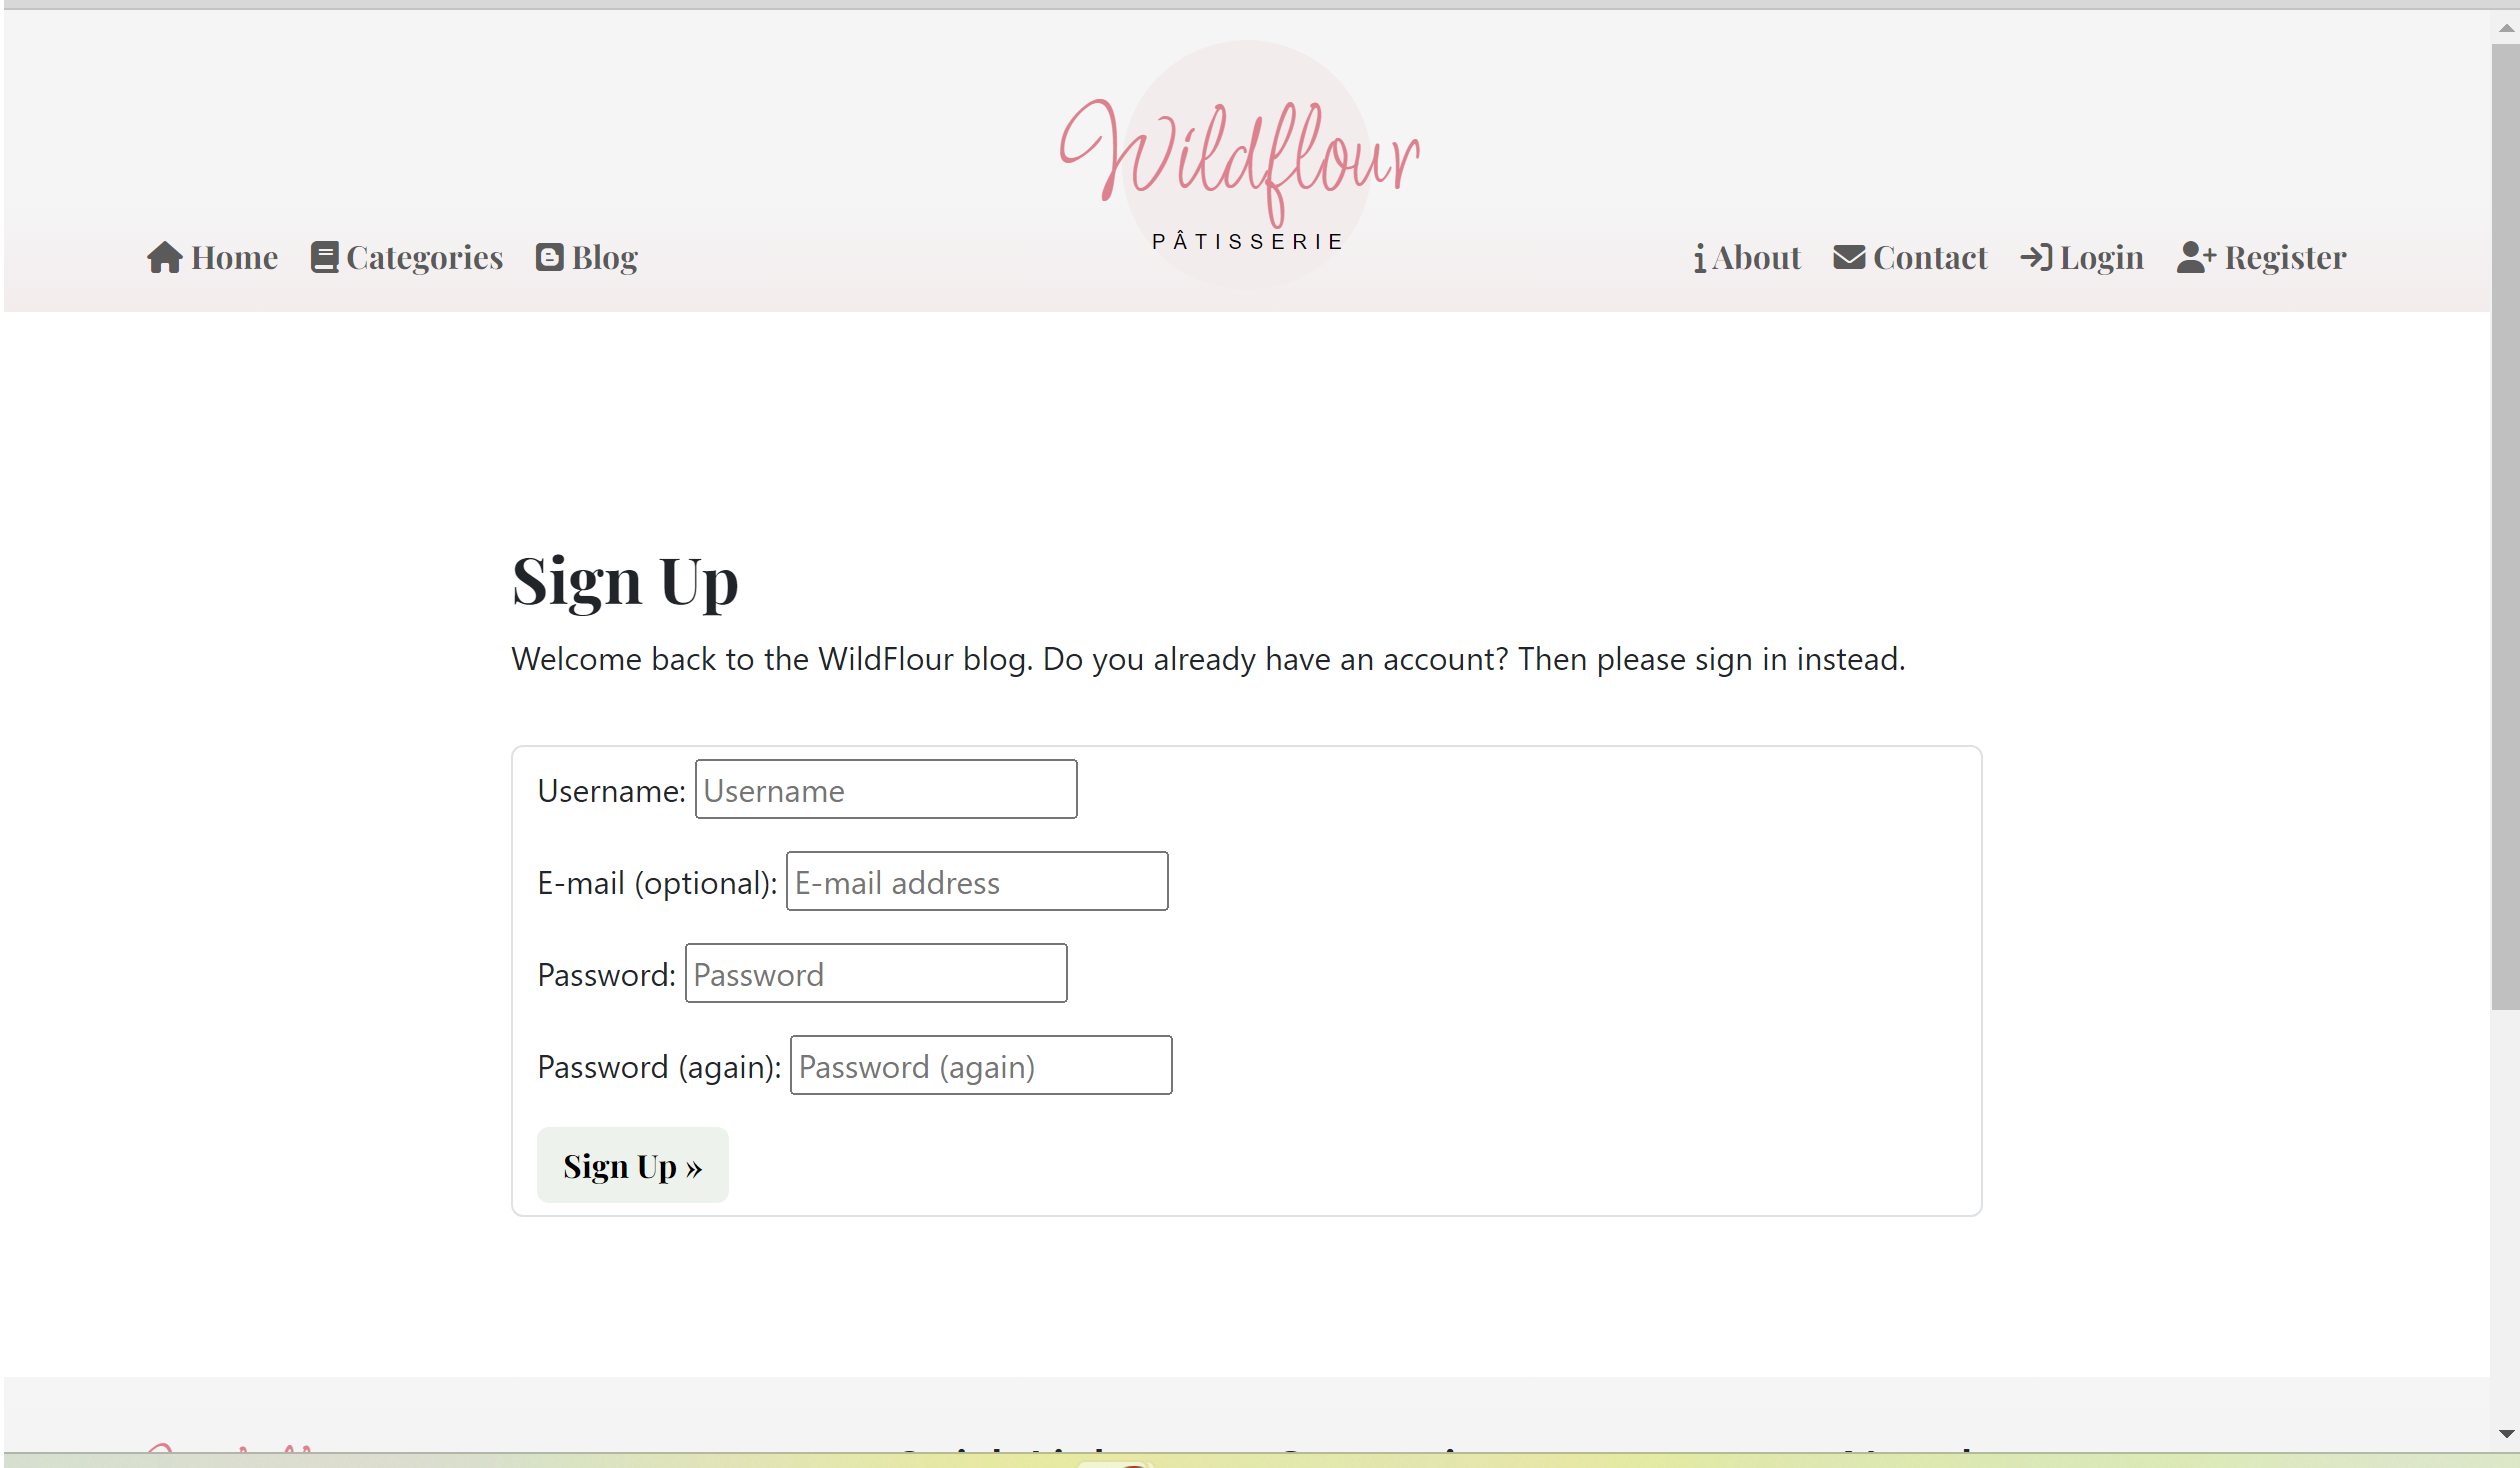 Wildflour
PÂTISSERIE
Home Categories Blog
About Contact Login Register
Sign Up
Welcome back to the WildFlour blog. Do you already have an account? Then please sign in instead.
Username: Username
E-mail (optional): E-mail address
Password: Password
Password (again): Password (again)
Sign Up »